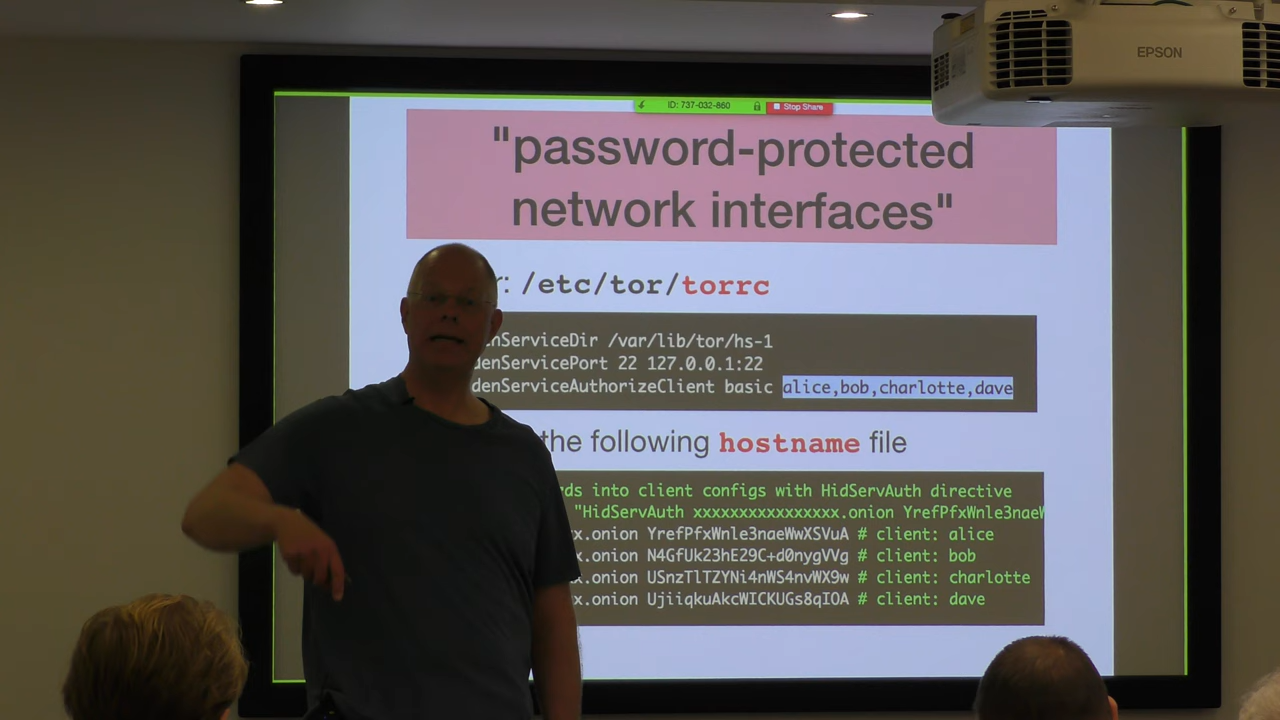 EPSON
ID: 737-032-860 Stop Share
"password-protected
network interfaces"
r: /etc/tor/torrc
nServiceDir /var/lib/tor/hs-1
denServicePort 22 127.0.0.1:22
denServiceAuthorizeClient basic alice,bob,charlotte,dave
the following hostname file
ds into client configs with HidServAuth directive
"HidServAuth xxxxxxxxxxxxxxxx.onion YrefPfxWnle3naeW
x.onion YrefPfxWnle3naeWwXSVuA # client: alice
x.onion N4GfUk23hE29C+d0nygVVg # client: bob
x.onion USnzTlTZYNi4nWS4nvWX9w # client: charlotte
x.onion UjiiqkuAkcWICKUGs8qIOA # client: dave